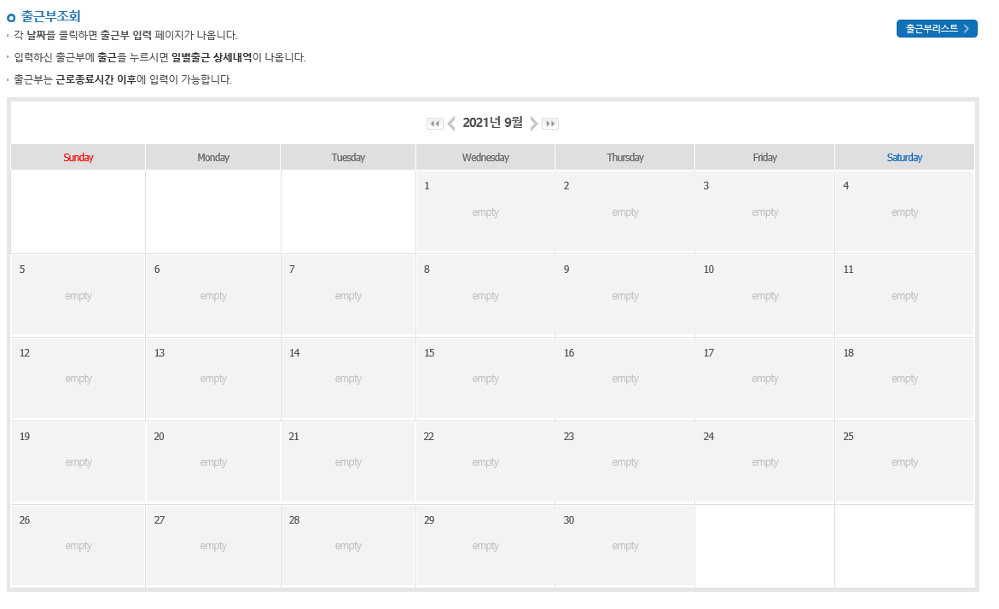 출근부조회
각 날짜를 클릭하면 출근부 입력 페이지가 나옵니다.
출근부리스트
입력하신 출근부에 출근을 누르시면 일별출근 상세내역이 나옵니다.
출근부는 근로종료시간 이후에 입력이 가능합니다.
2021년 9월
Sunday Monday Tuesday Wednesday Thursday Friday Saturday
1 2 3 4
empty empty empty empty
5 6 7 8 9 10 11
empty empty empty empty empty empty empty
12 13 14 15 16 17 18
empty empty empty empty empty empty empty
19 20 21 22 23 24 25
empty empty empty empty empty empty empty
26 27 28 29 30
empty empty empty empty empty